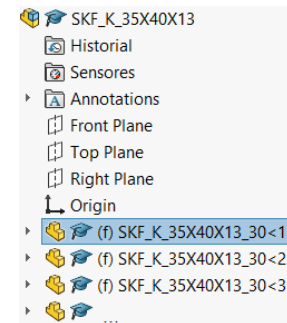 SKF_K_35X40X13
Historial
Sensores
Annotations
Front Plane
Top Plane
Right Plane
Origin
(f) SKF_K_35X40X13_30<1
(f) SKF_K_35X40X13_30<2
(f) SKF_K_35X40X13_30<3
...